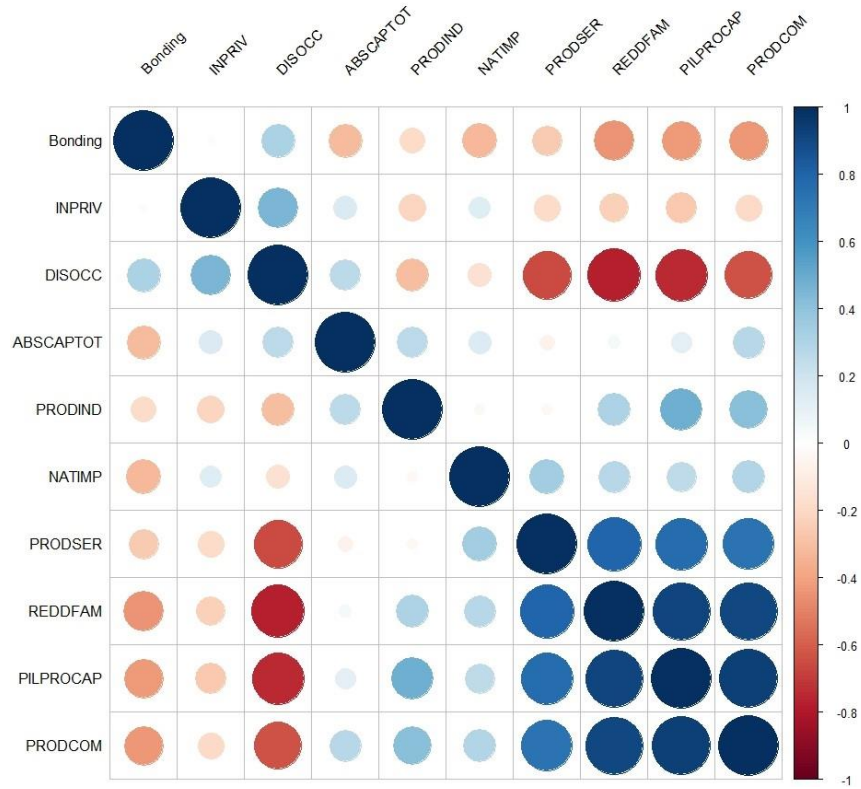 Bonding
INPRIV
DISOCC
ABSCAPTOT
PRODIND
NATIMP
PRODSER
REDDFAM
PILPROCAP
PRODCOM
Bonding
INPRIV
DISOCC
ABSCAPTOT
PRODIND
NATIMP
PRODSER
REDDFAM
PILPROCAP
PRODCOM
1
0.8
0.6
0.4
0.2
0
-0.2
-0.4
-0.6
-0.8
-1